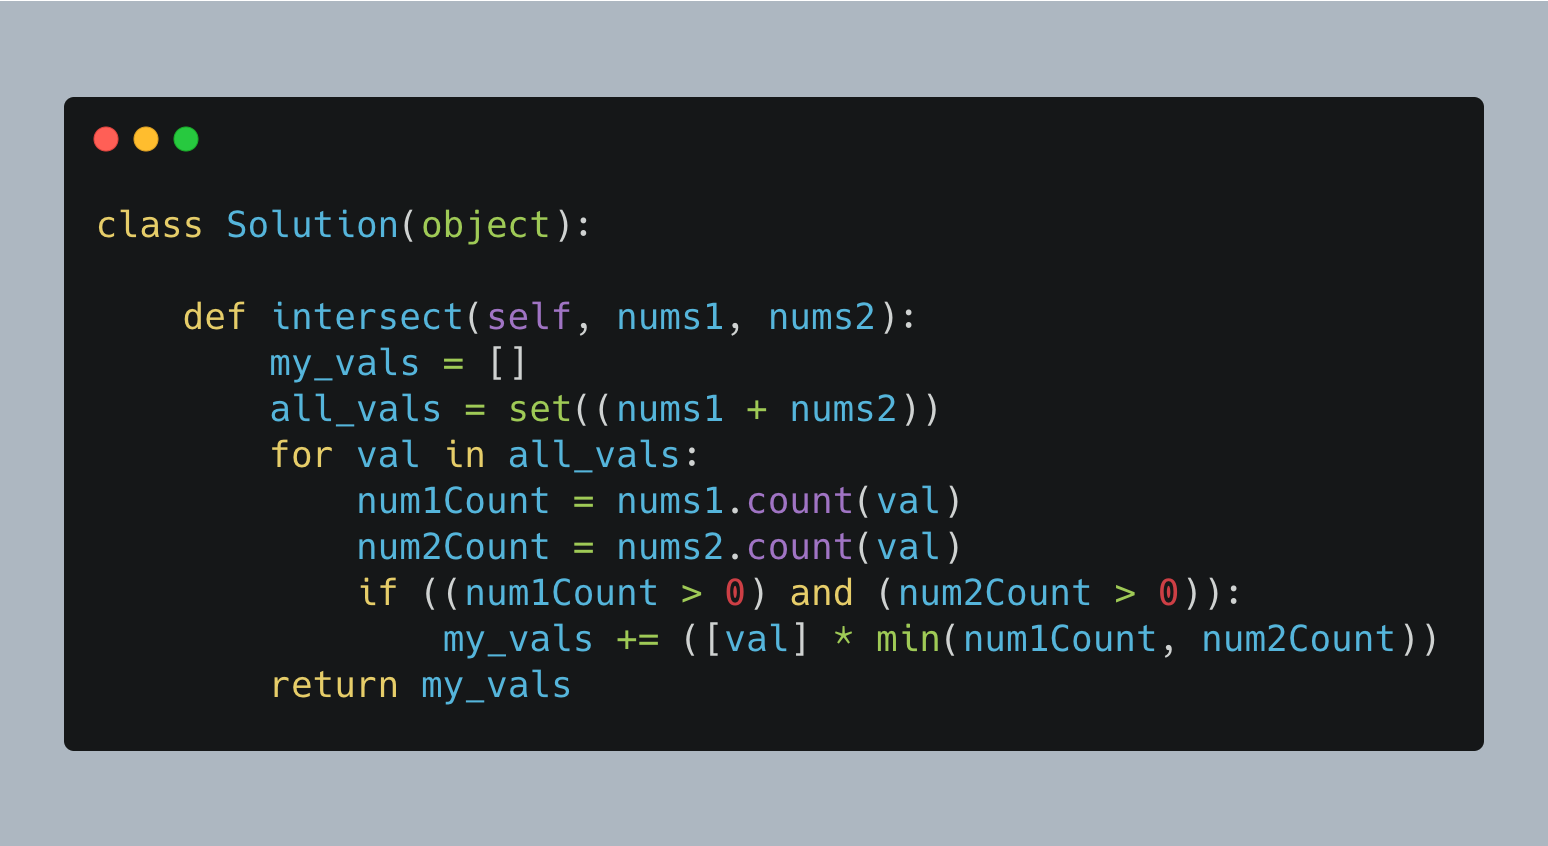 class Solution(object):

    def intersect(self, nums1, nums2):
        my_vals = []
        all_vals = set((nums1 + nums2))
        for val in all_vals:
            num1Count = nums1.count(val)
            num2Count = nums2.count(val)
            if ((num1Count > 0) and (num2Count > 0)):
                my_vals += ([val] * min(num1Count, num2Count))
        return my_vals